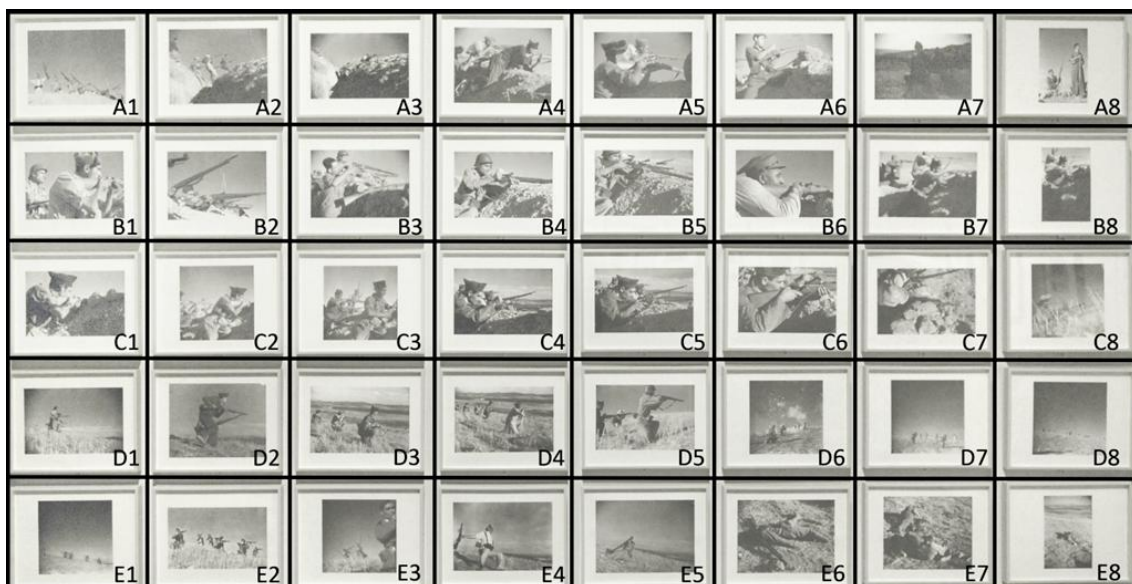 A1 A2 A3 A4 A5 A6 A7 A8
B1 B2 B3 B4 B5 B6 B7 B8
C1 C2 C3 C4 C5 C6 C7 C8
D1 D2 D3 D4 D5 D6 D7 D8
E1 E2 E3 E4 E5 E6 E7 E8